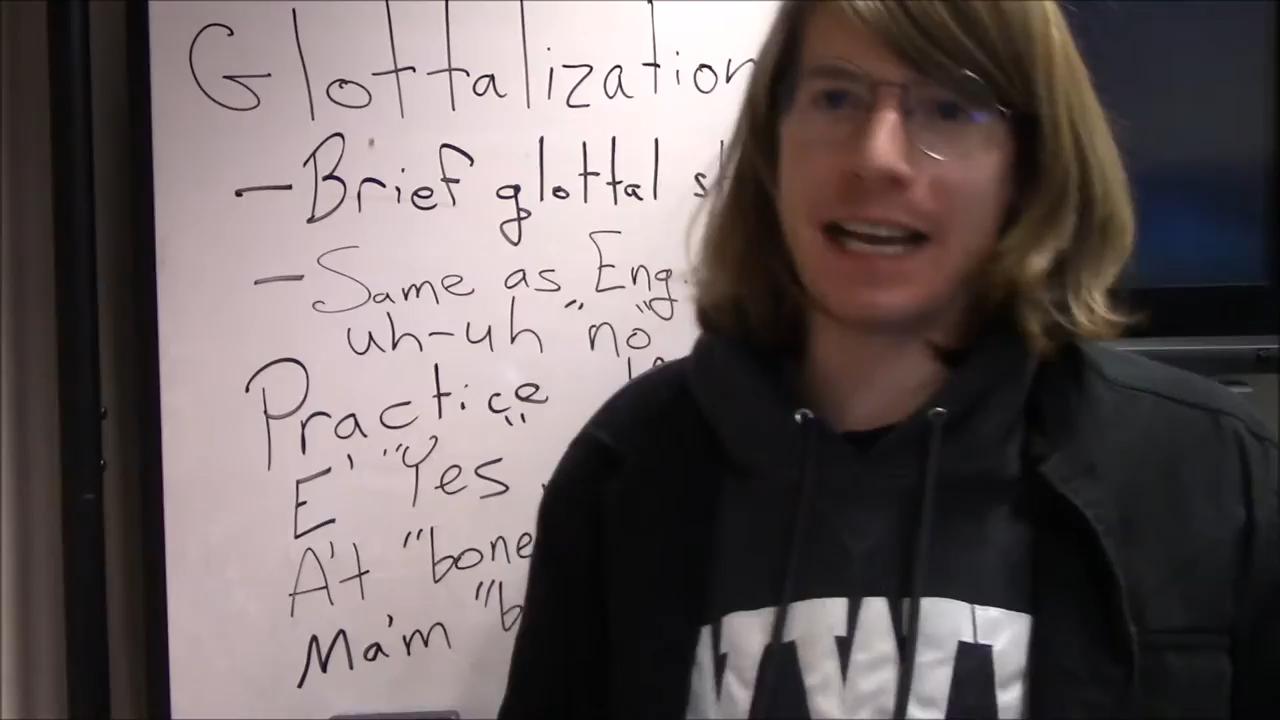 Glottalization
- Brief glottal
- Same as Eng.
uh-uh "no"
Practice
E' "Yes
A't "bone
Ma'm